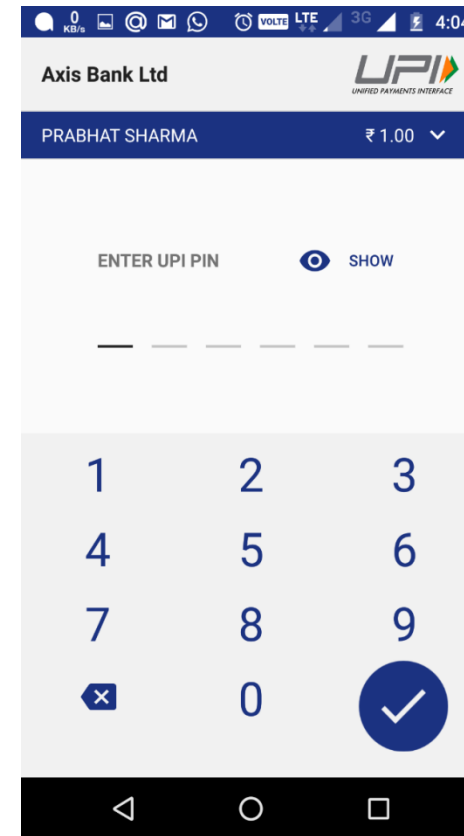 0 KB/s VOLTE LTE 3G 4:04
Axis Bank Ltd
UPI
UNIFIED PAYMENTS INTERFACE
PRABHAT SHARMA ₹ 1.00
ENTER UPI PIN SHOW
1 2 3
4 5 6
7 8 9
0